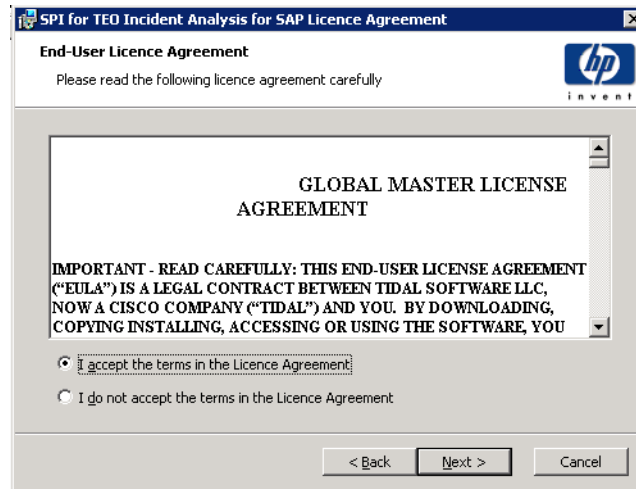 SPI for TEO Incident Analysis for SAP Licence Agreement
End-User Licence Agreement
Please read the following licence agreement carefully
hp
invent
GLOBAL MASTER LICENSE
AGREEMENT
IMPORTANT - READ CAREFULLY: THIS END-USER LICENSE AGREEMENT
("EULA") IS A LEGAL CONTRACT BETWEEN TIDAL SOFTWARE LLC,
NOW A CISCO COMPANY ("TIDAL") AND YOU.  BY DOWNLOADING,
COPYING INSTALLING, ACCESSING OR USING THE SOFTWARE, YOU
I accept the terms in the Licence Agreement
I do not accept the terms in the Licence Agreement
< Back Next > Cancel